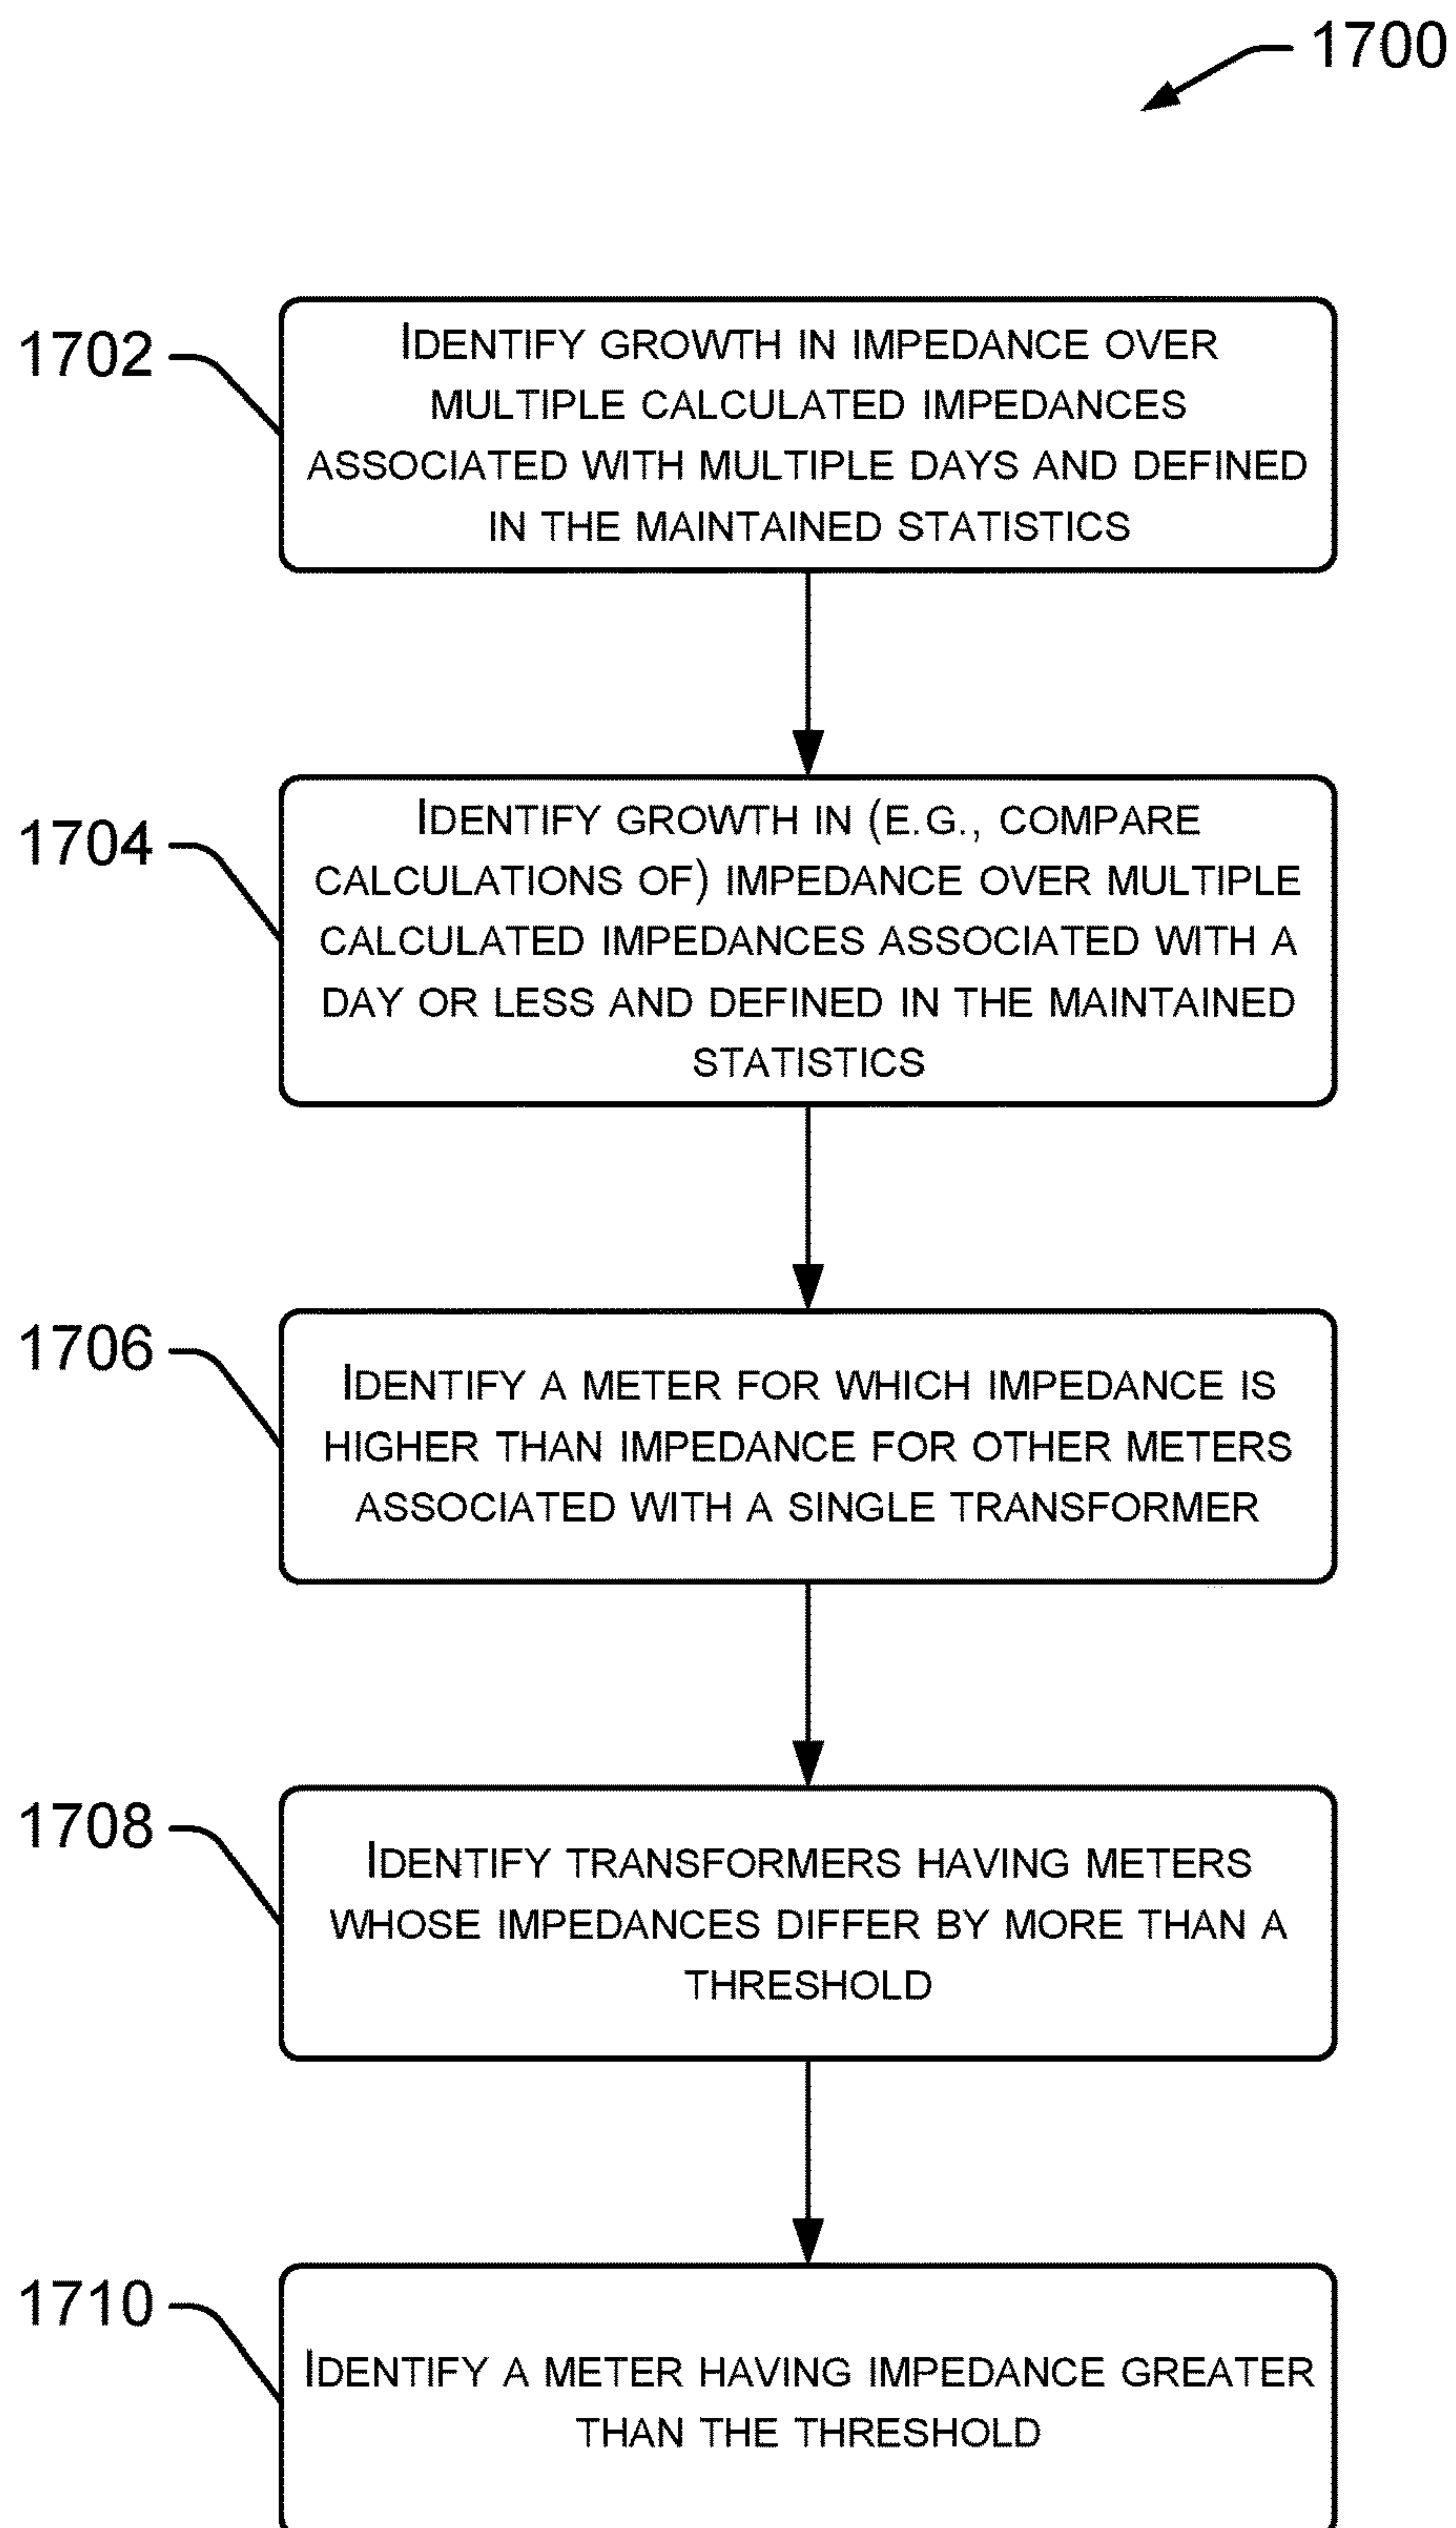 1700
1702
IDENTIFY GROWTH IN IMPEDANCE OVER
MULTIPLE CALCULATED IMPEDANCES
ASSOCIATED WITH MULTIPLE DAYS AND DEFINED
IN THE MAINTAINED STATISTICS
1704
IDENTIFY GROWTH IN (E.G., COMPARE
CALCULATIONS OF) IMPEDANCE OVER MULTIPLE
CALCULATED IMPEDANCES ASSOCIATED WITH A
DAY OR LESS AND DEFINED IN THE MAINTAINED
STATISTICS
1706
IDENTIFY A METER FOR WHICH IMPEDANCE IS
HIGHER THAN IMPEDANCE FOR OTHER METERS
ASSOCIATED WITH A SINGLE TRANSFORMER
1708
IDENTIFY TRANSFORMERS HAVING METERS
WHOSE IMPEDANCES DIFFER BY MORE THAN A
THRESHOLD
1710
IDENTIFY A METER HAVING IMPEDANCE GREATER
THAN THE THRESHOLD